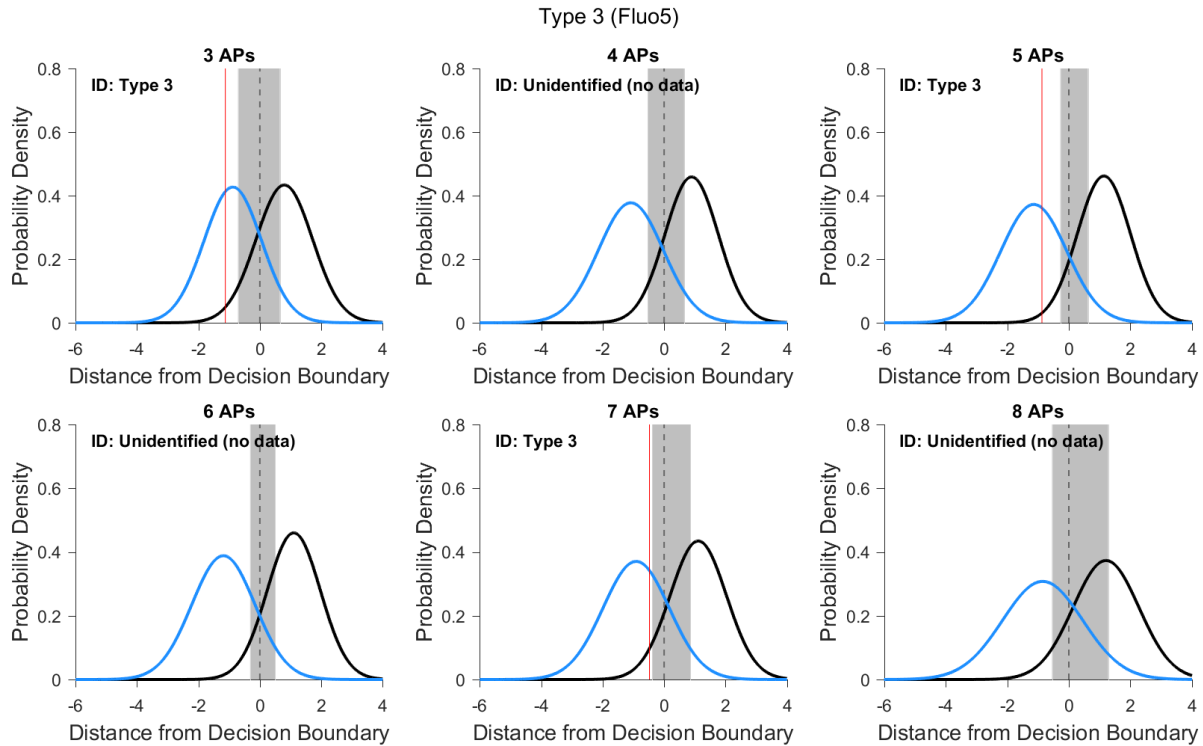 Type 3 (Fluo5)
3 APs
ID: Type 3
0.8
0.6
0.4
0.2
0
Probability Density
-6 -4 -2 0 2 4
Distance from Decision Boundary
4 APs
ID: Unidentified (no data)
0.8
0.6
0.4
0.2
0
Probability Density
-6 -4 -2 0 2 4
Distance from Decision Boundary
5 APs
ID: Type 3
0.8
0.6
0.4
0.2
0
Probability Density
-6 -4 -2 0 2 4
Distance from Decision Boundary
6 APs
ID: Unidentified (no data)
0.8
0.6
0.4
0.2
0
Probability Density
-6 -4 -2 0 2 4
Distance from Decision Boundary
7 APs
ID: Type 3
0.8
0.6
0.4
0.2
0
Probability Density
-6 -4 -2 0 2 4
Distance from Decision Boundary
8 APs
ID: Unidentified (no data)
0.8
0.6
0.4
0.2
0
Probability Density
-6 -4 -2 0 2 4
Distance from Decision Boundary